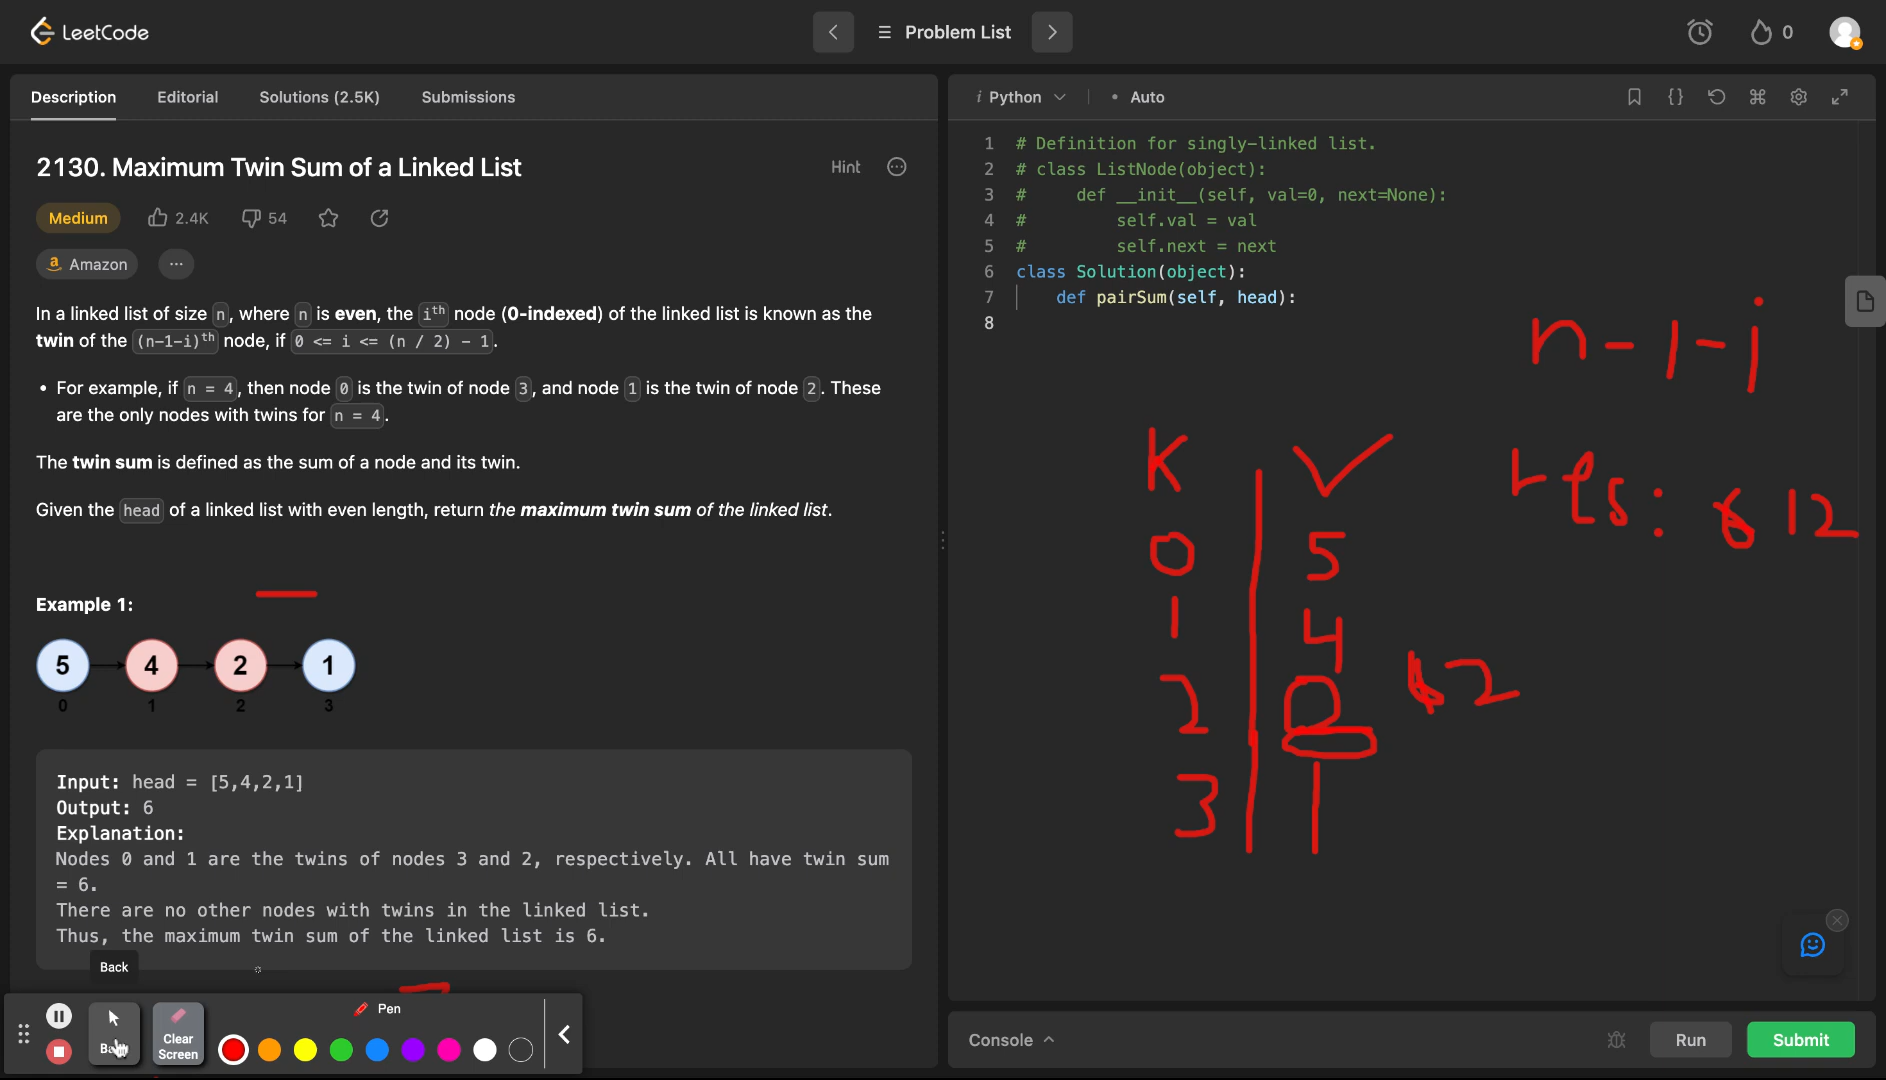 LeetCode
Problem List
0
Description Editorial Solutions (2.5K) Submissions
2130. Maximum Twin Sum of a Linked List
Hint
Medium 2.4K 54
Amazon ...
In a linked list of size n, where n is even, the ith node (0-indexed) of the linked list is known as the
twin of the (n-1-i)th node, if 0 <= i <= (n / 2) - 1.
• For example, if n = 4, then node 0 is the twin of node 3, and node 1 is the twin of node 2. These
are the only nodes with twins for n = 4.
The twin sum is defined as the sum of a node and its twin.
Given the head of a linked list with even length, return the maximum twin sum of the linked list.
Example 1:
5 4 2 1
0 1 2 3
Input: head = [5,4,2,1]
Output: 6
Explanation:
Nodes 0 and 1 are the twins of nodes 3 and 2, respectively. All have twin sum
= 6.
There are no other nodes with twins in the linked list.
Thus, the maximum twin sum of the linked list is 6.
Back
Pen
Clear
Screen
i Python • Auto
1 # Definition for singly-linked list.
2 # class ListNode(object):
3 #     def __init__(self, val=0, next=None):
4 #         self.val = val
5 #         self.next = next
6 class Solution(object):
7     def pairSum(self, head):
8
n-1-i
K V
res: 12
0 5
1 4
2 2
3 1
Console
Run
Submit